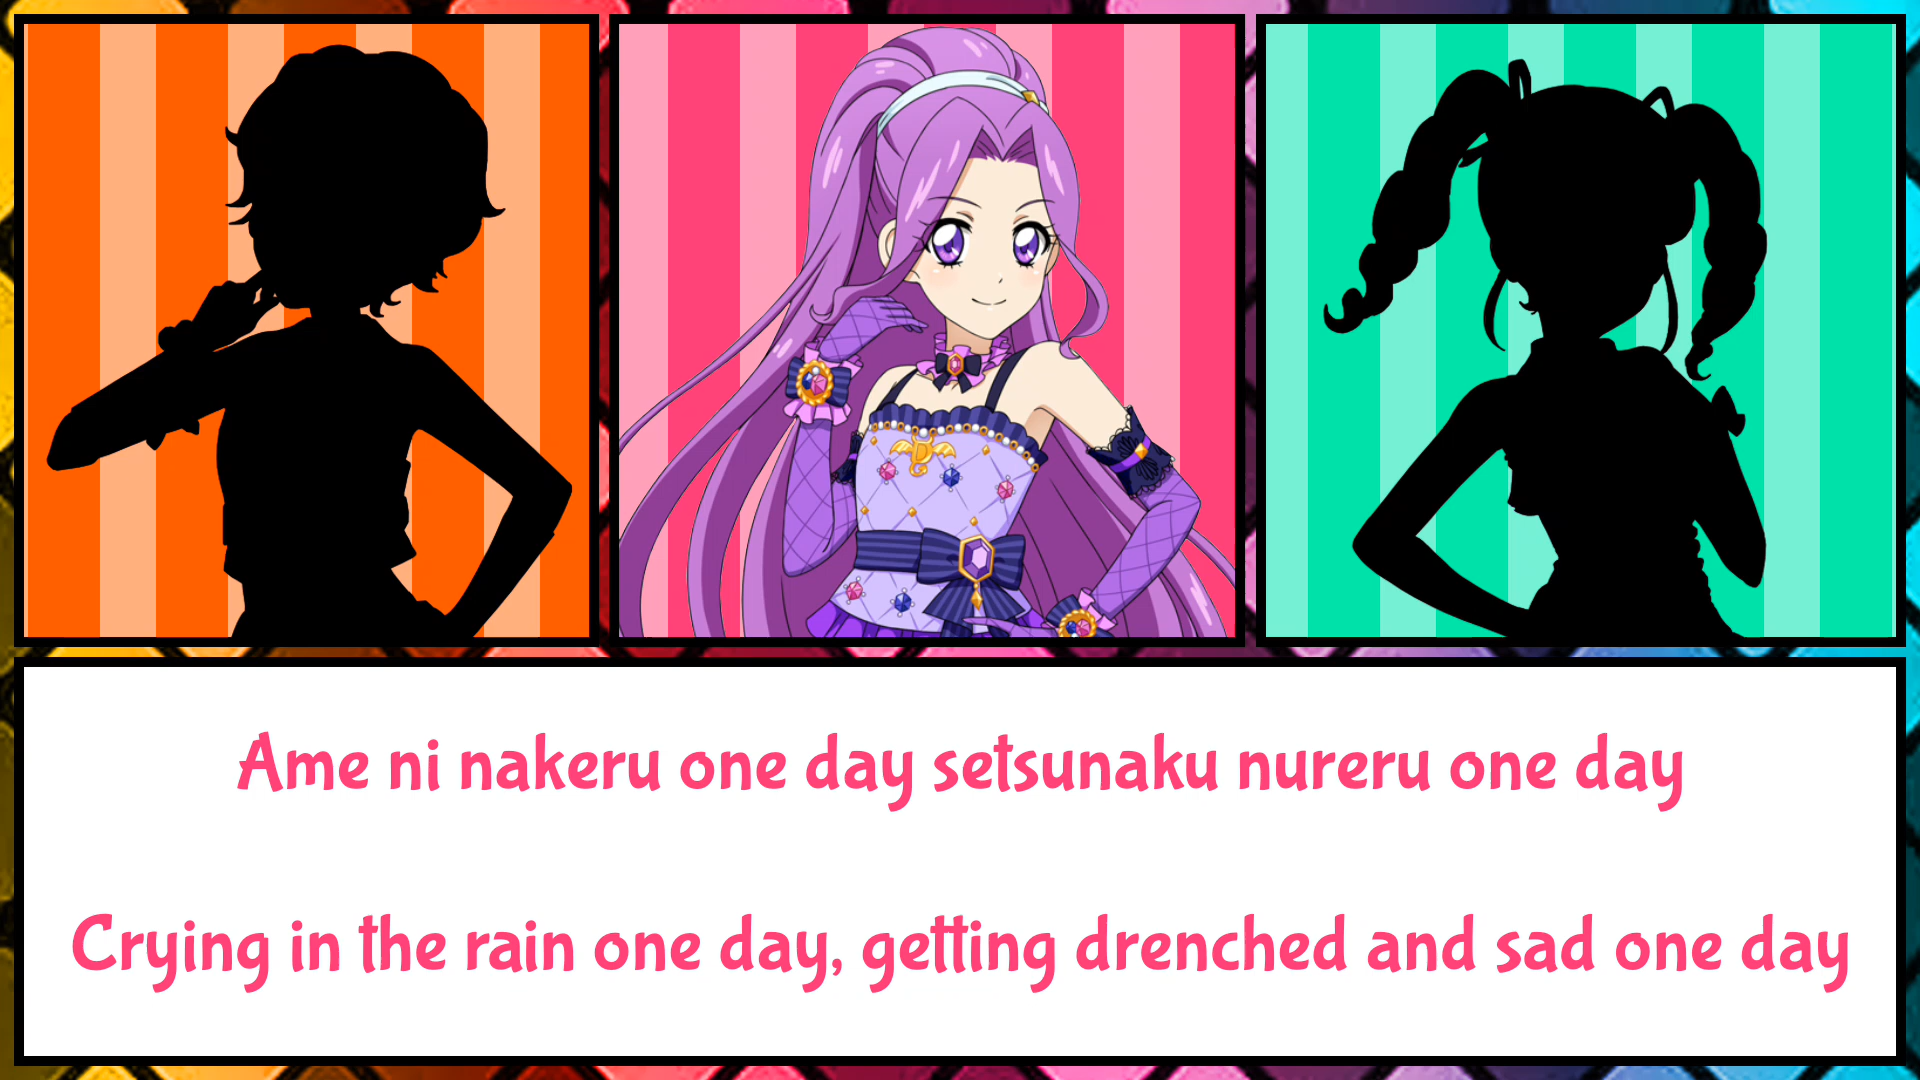 Ame ni nakeru one day setsunaku nureru one day
Crying in the rain one day, getting drenched and sad one day